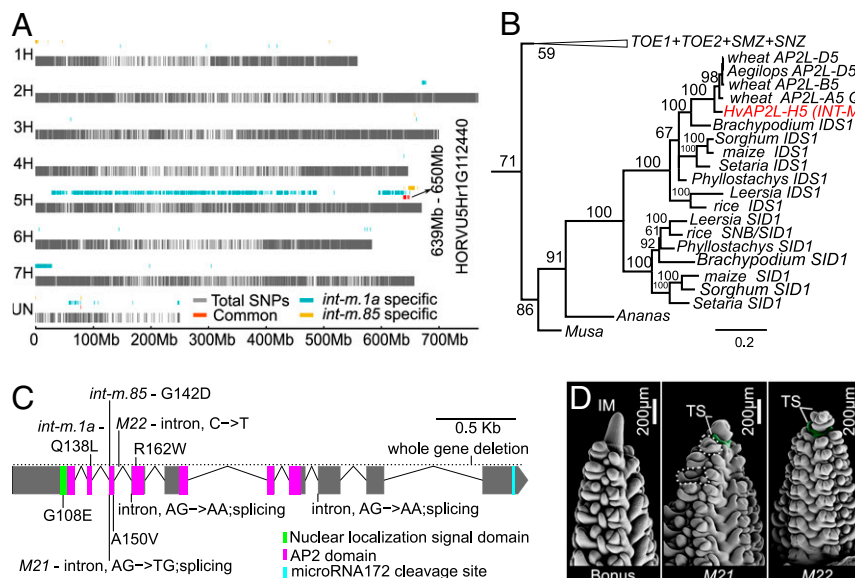 A
1H
2H
3H
4H
5H
6H
7H
UN
639Mb - 650Mb
HORVU5Hr1G112440
Total SNPs
int-m.1a specific
Common
int-m.85 specific
0 100Mb 200Mb 300Mb 400Mb 500Mb 600Mb 700Mb
B
TOE1+TOE2+SMZ+SNZ
59
wheat AP2L-D5
Aegilops AP2L-D5
98
wheat AP2L-B5
100
wheat AP2L-A5
HvAP2L-H5 (INT-M
100
Brachypodium IDS1
67
Sorghum IDS1
100
100
maize IDS1
Setaria IDS1
71
100
Phyllostachys IDS1
Leersia IDS1
100
rice IDS1
100
100
Leersia SID1
61
rice SNB/SID1
92
Phyllostachys SID1
100
Brachypodium SID1
91
maize SID1
100
100
Sorghum SID1
Setaria SID1
86
Ananas
Musa
0.2
C
int-m.85 - G142D
int-m.1a -
M22 - intron, C->T
0.5 Kb
Q138L
R162W
whole gene deletion
G108E
intron, AG->AA;splicing
intron, AG->AA;splicing
A150V
M21 - intron, AG->TG;splicing
Nuclear localization signal domain
AP2 domain
microRNA172 cleavage site
D
IM
200µm
TS
200µm
TS
200µm
Bonus
M21
M22